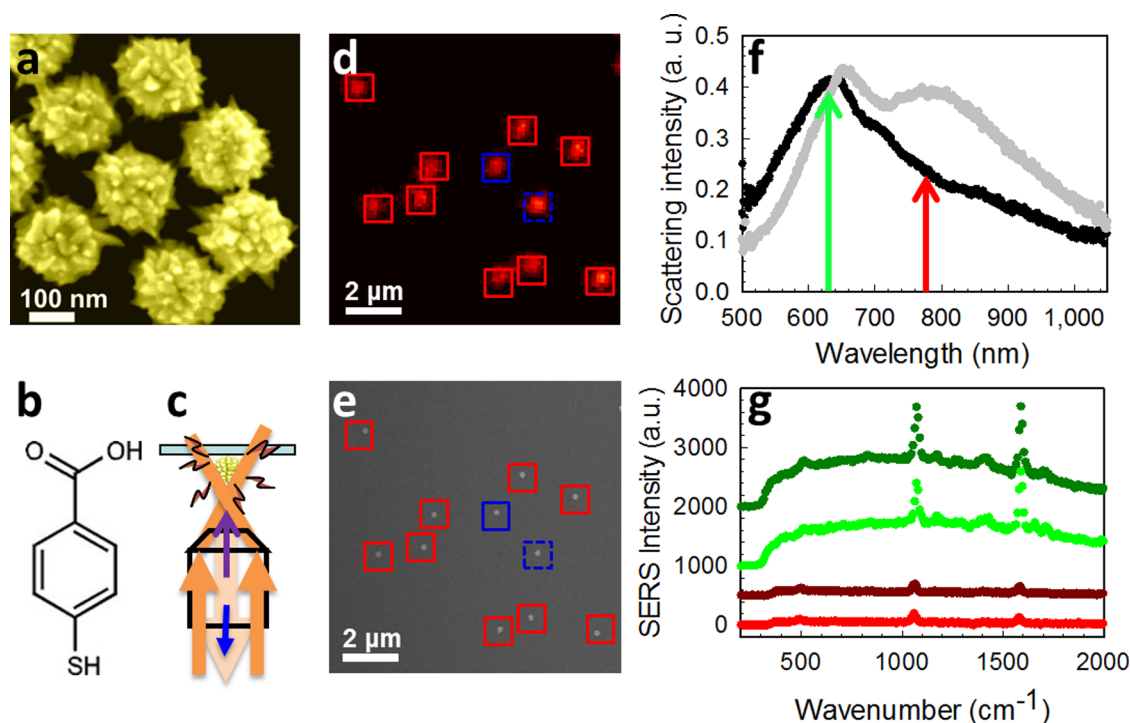 a
100 nm
b
O
OH
SH
c
d
2 µm
e
2 µm
f
Scattering intensity (a. u.)
0.5
0.4
0.3
0.2
0.1
0.0
500 600 700 800 900 1,000
Wavelength (nm)
g
SERS Intensity (a.u.)
4000
3000
2000
1000
0
500 1000 1500 2000
Wavenumber (cm⁻¹)